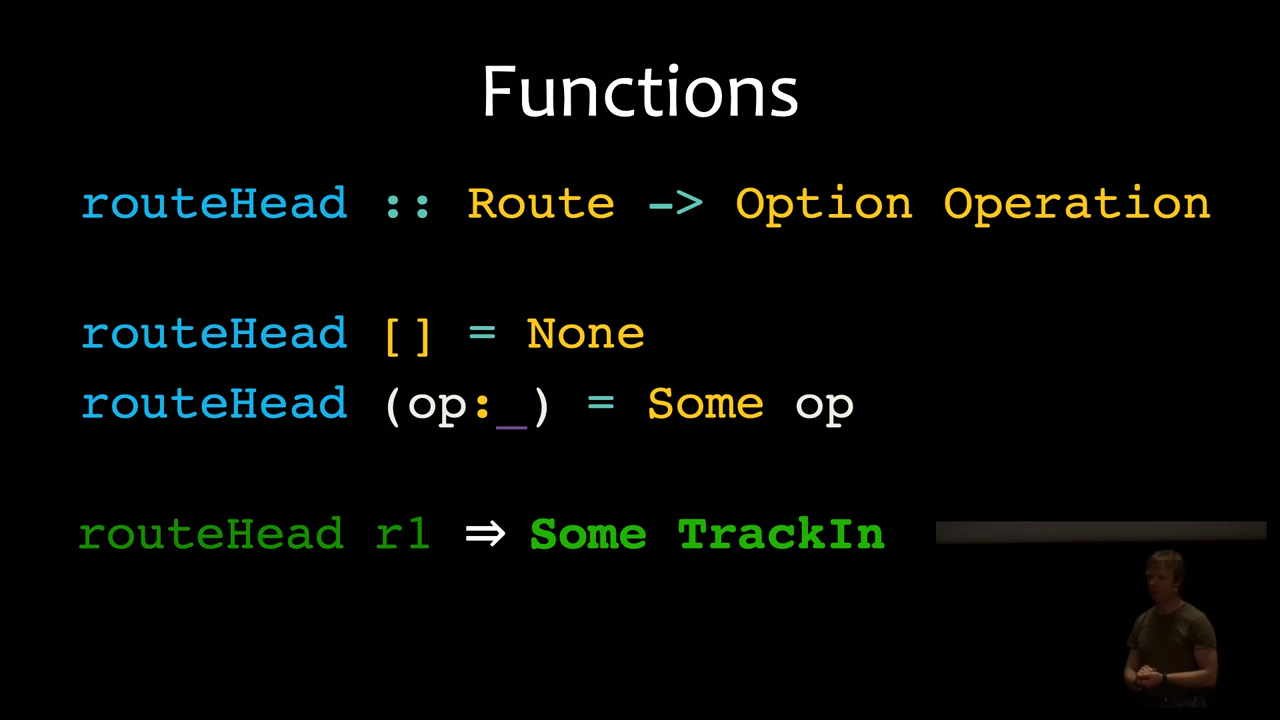 Functions
routeHead :: Route -> Option Operation
routeHead [] = None
routeHead (op:_) = Some op
routeHead r1 ⇒ Some TrackIn